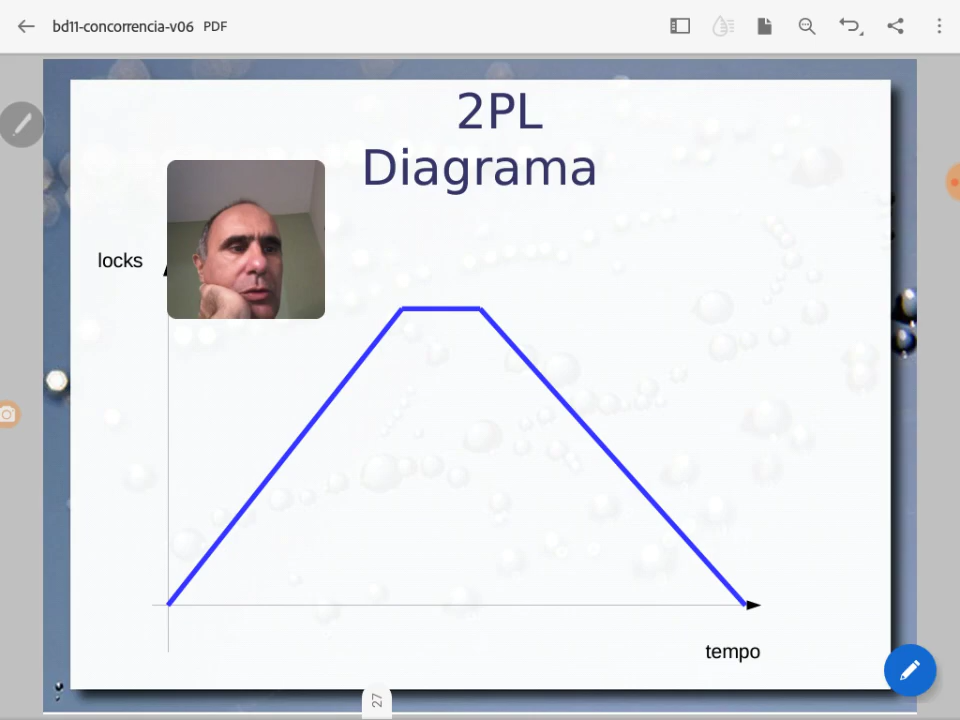 bd11-concorrencia-v06 PDF
2PL
Diagrama
locks
tempo
27